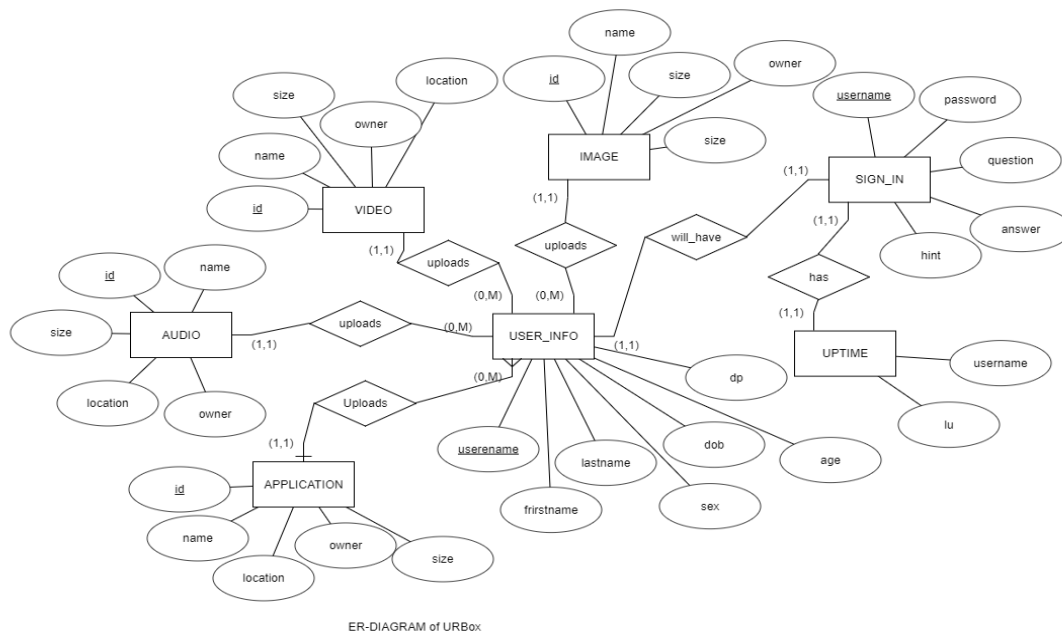 name
id
size
owner
size
IMAGE
(1,1)
uploads
(0,M)
location
size
owner
name
id
VIDEO
(1,1)
uploads
(0,M)
username
password
question
answer
hint
SIGN_IN
(1,1)
will_have
(1,1)
has
(1,1)
UPTIME
username
lu
id
name
size
AUDIO
location
owner
(1,1)
uploads
(0,M)
USER_INFO
(1,1)
dp
dob
age
userename
lastname
frirstname
sex
(0,M)
Uploads
(1,1)
APPLICATION
id
name
owner
location
size
ER-DIAGRAM of URBox